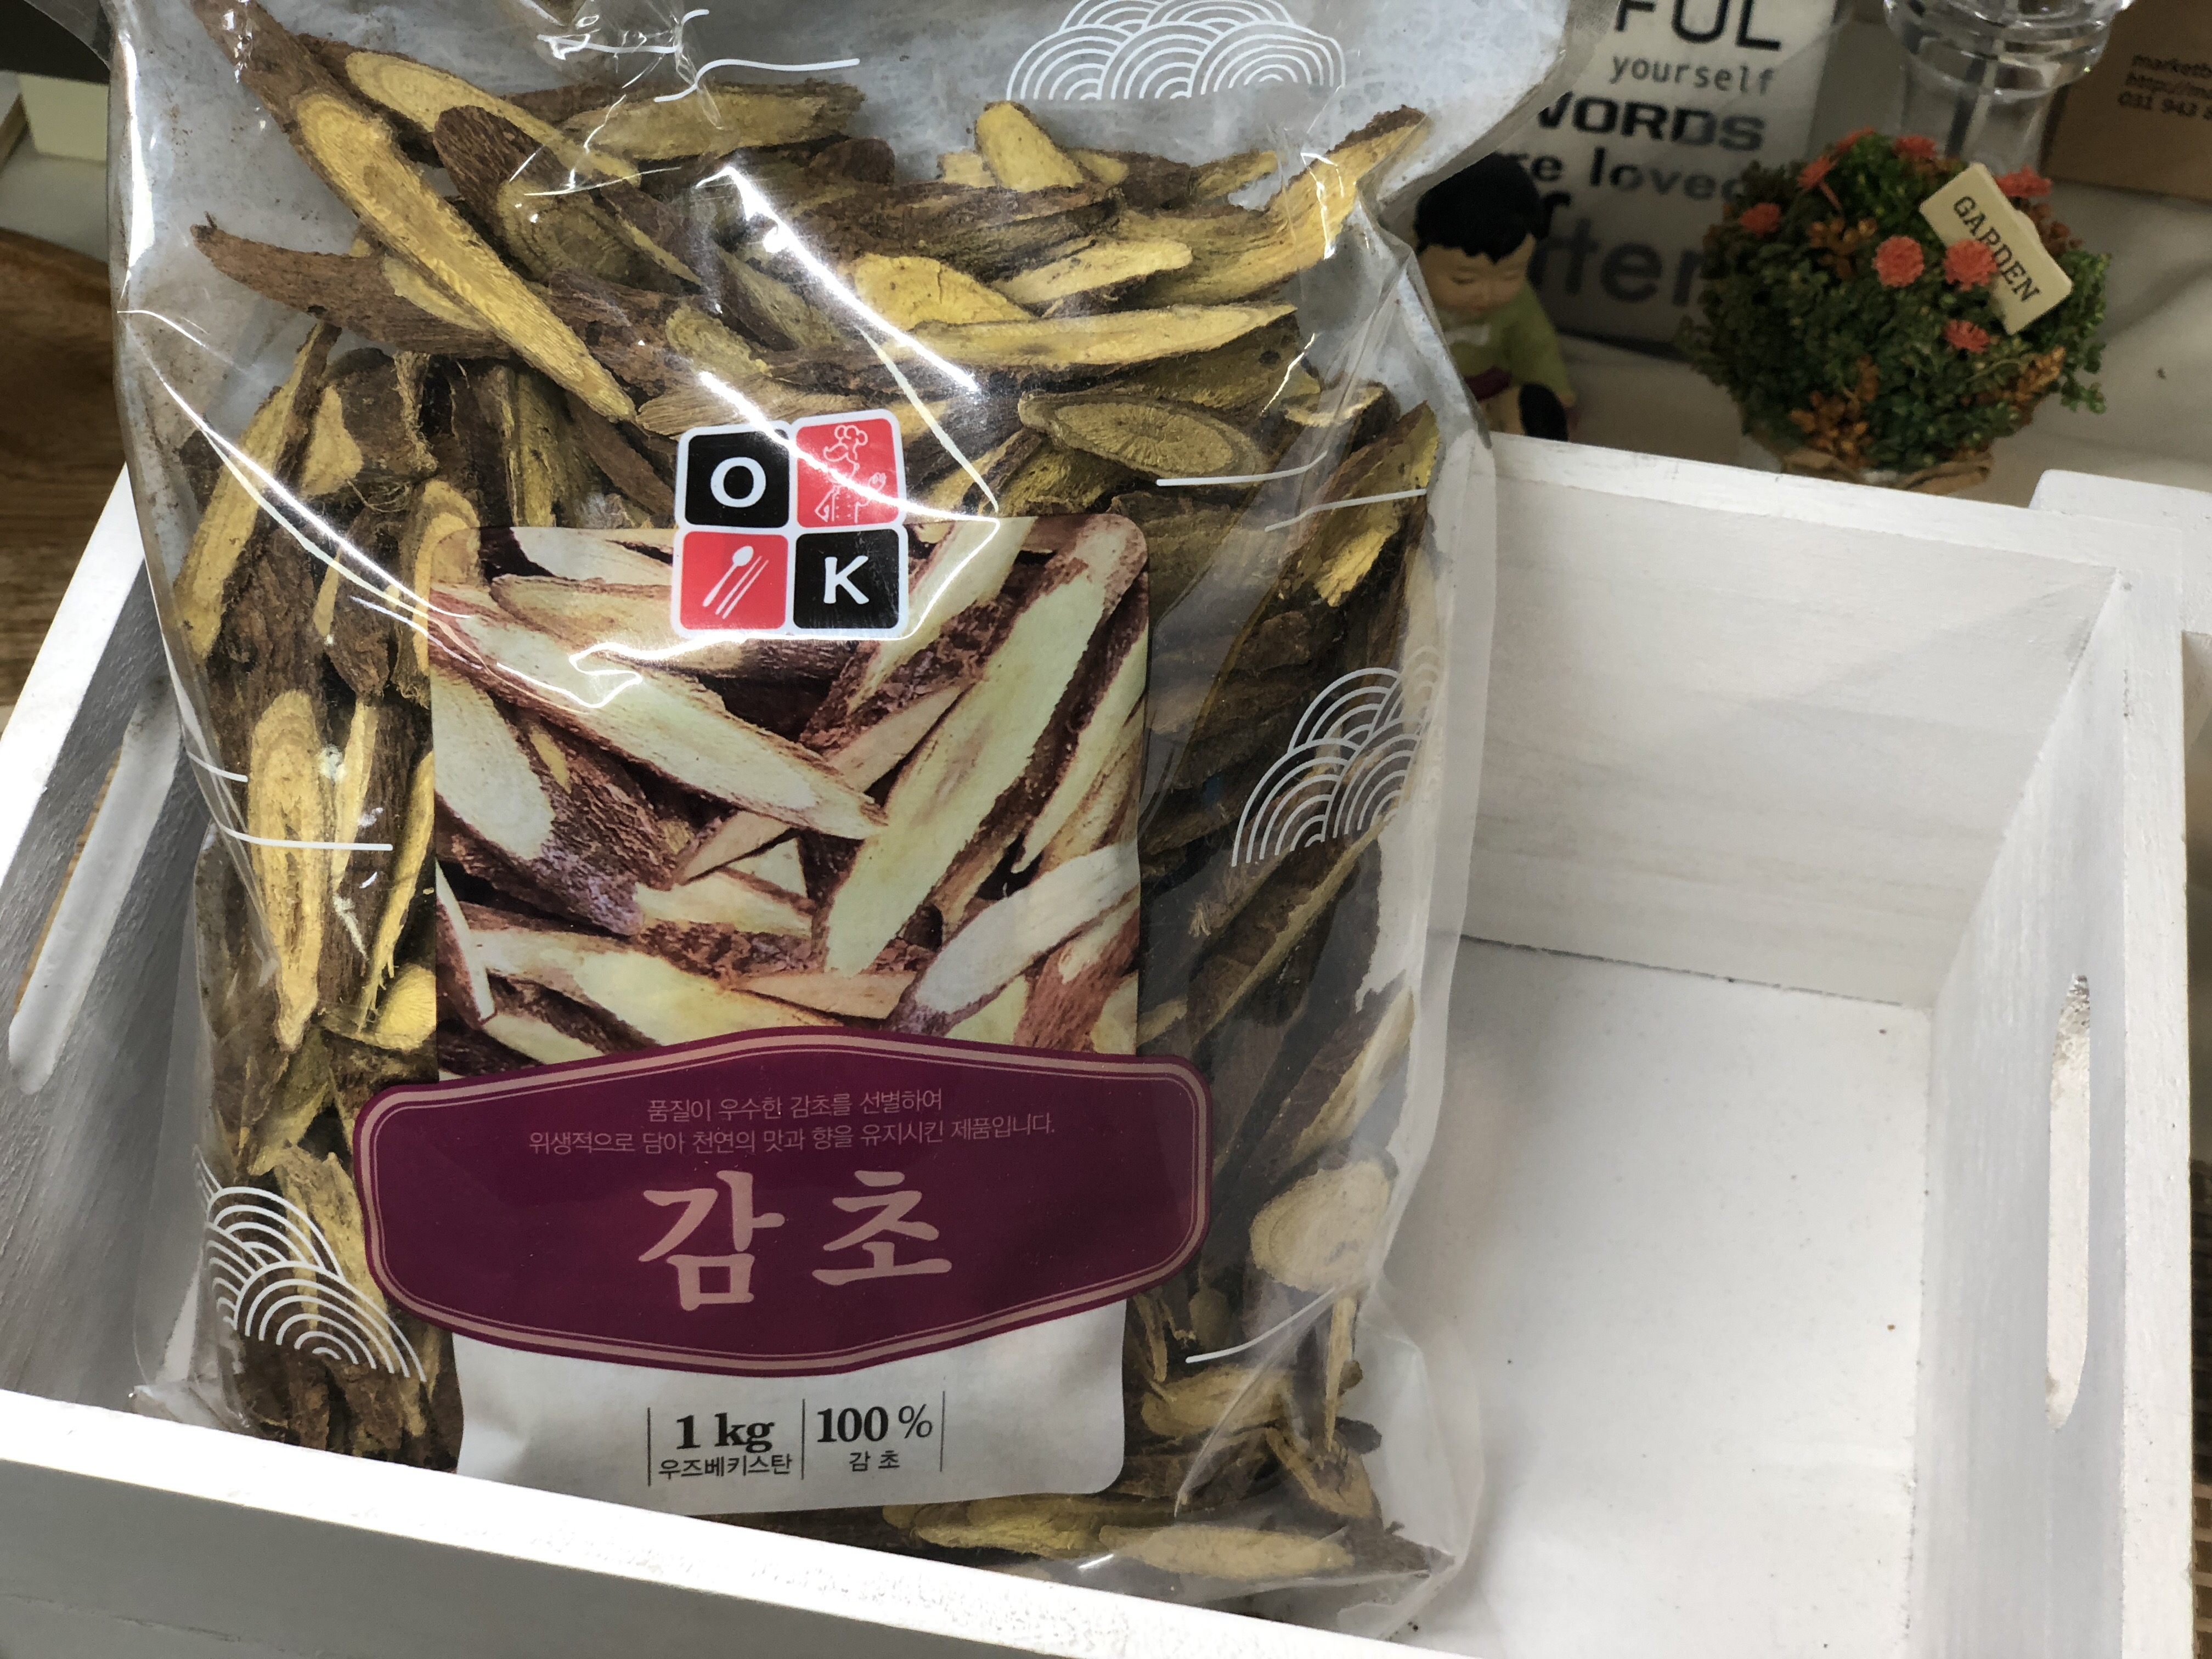 O
K
품질이 우수한 감초를 선별하여
위생적으로 담아 천연의 맛과 향을 유지시킨 제품입니다.
감초
1 kg
우즈베키스탄
100 %
감초
yourself
WORDS
GARDEN
031 943